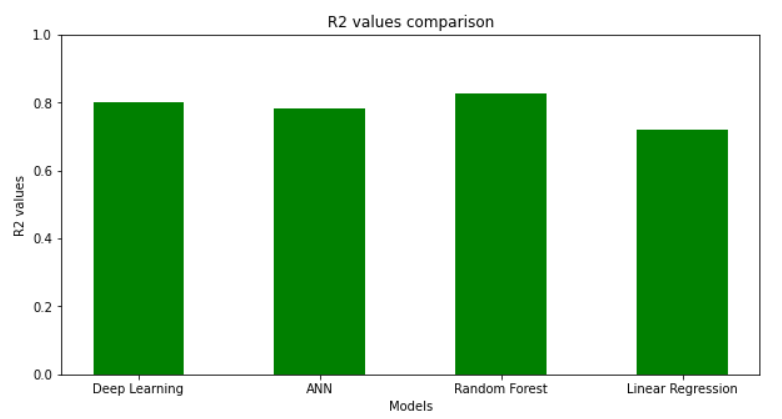 R2 values comparison
1.0
0.8
0.6
0.4
0.2
0.0
R2 values
Deep Learning
ANN
Random Forest
Linear Regression
Models